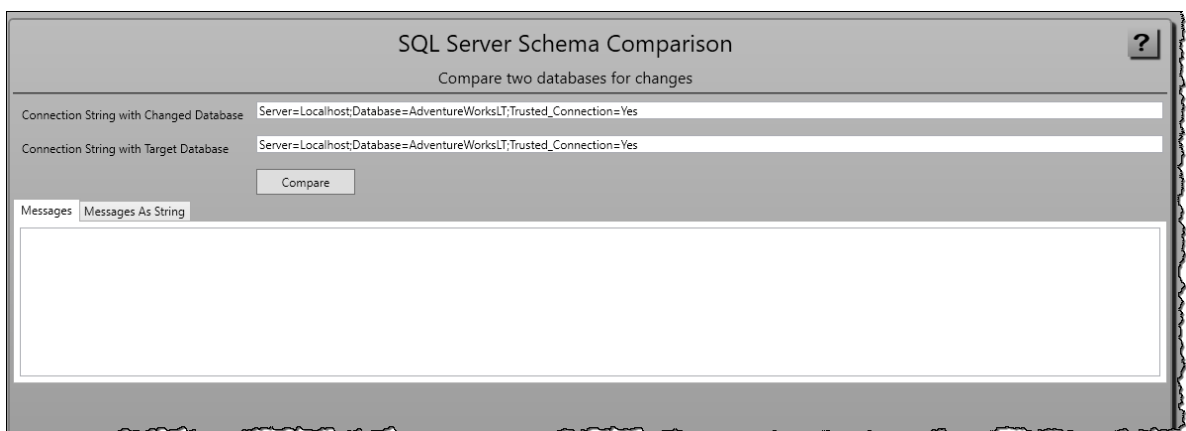 SQL Server Schema Comparison
?
Compare two databases for changes
Connection String with Changed Database
Server=Localhost;Database=AdventureWorksLT;Trusted_Connection=Yes
Connection String with Target Database
Server=Localhost;Database=AdventureWorksLT;Trusted_Connection=Yes
Compare
Messages
Messages As String